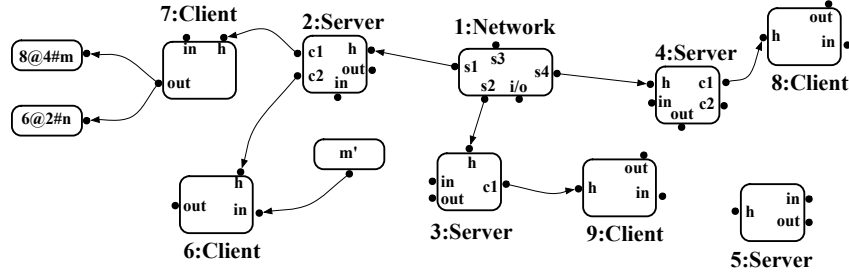 7:Client
in
h
out
8@4#m
6@2#n
2:Server
c1
c2
h
out
in
1:Network
s1
s3
s4
s2
i/o
4:Server
h
c1
in
c2
out
out
h
in
8:Client
m'
h
out
in
6:Client
h
in
c1
out
3:Server
out
h
in
9:Client
in
h
out
5:Server